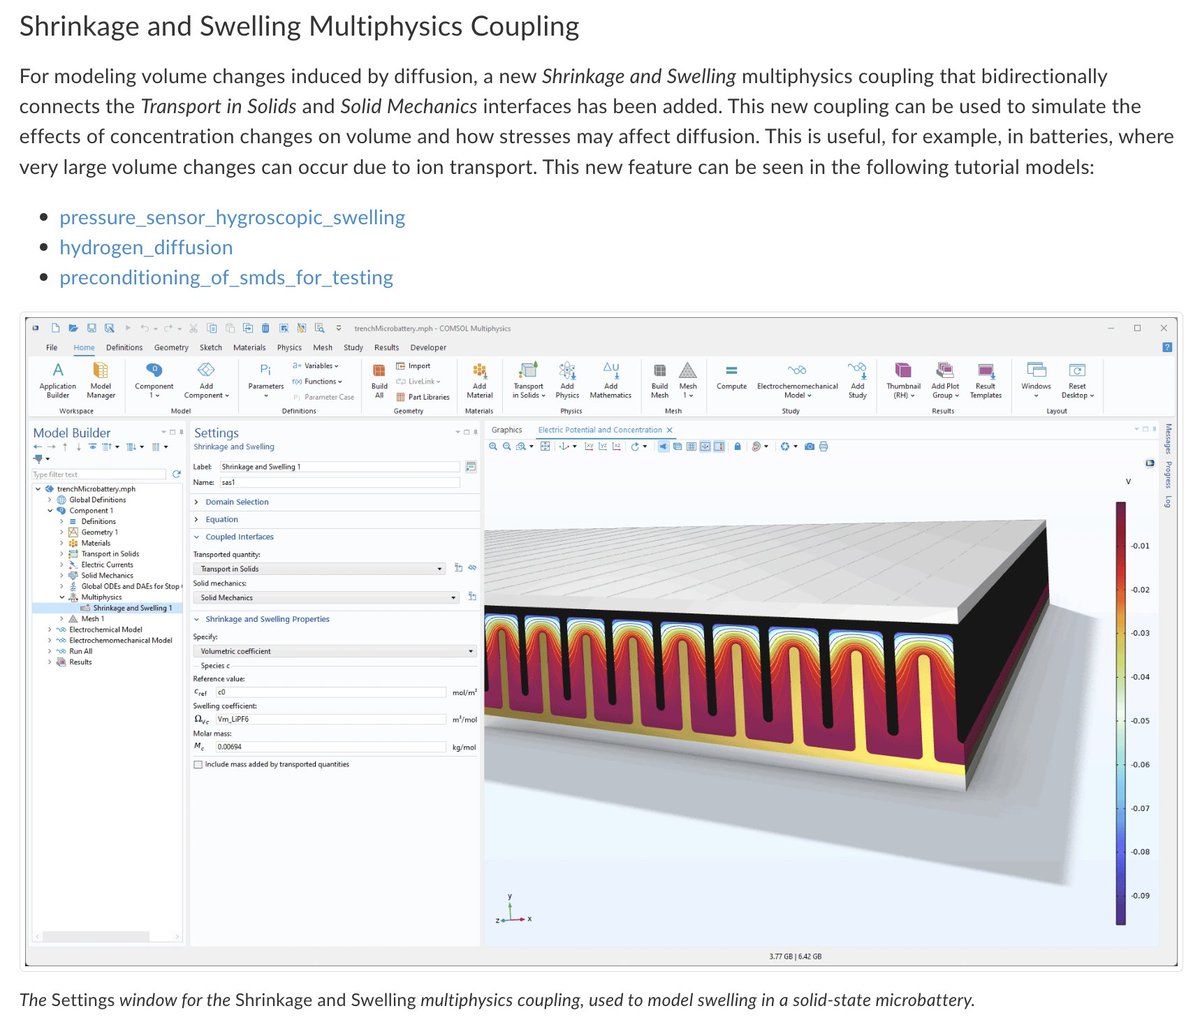 Shrinkage and Swelling Multiphysics Coupling
For modeling volume changes induced by diffusion, a new Shrinkage and Swelling multiphysics coupling that bidirectionally
connects the Transport in Solids and Solid Mechanics interfaces has been added. This new coupling can be used to simulate the
effects of concentration changes on volume and how stresses may affect diffusion. This is useful, for example, in batteries, where
very large volume changes can occur due to ion transport. This new feature can be seen in the following tutorial models:
pressure_sensor_hygroscopic_swelling
hydrogen_diffusion
preconditioning_of_smds_for_testing
trenchMicrobattery.mph - COMSOL Multiphysics
File Home Definitions Geometry Sketch Materials Physics Mesh Study Results Developer
Application Builder
Model Manager
Workspace
Component 1
Add Component
Model
Pi
Parameters
a= Variables
f(x) Functions
Pi Parameter Case
Definitions
Build All
Import
LiveLink
Part Libraries
Geometry
Add Material
Materials
Transport in Solids
Add Physics
Δu
Add Mathematics
Physics
Build Mesh
Mesh 1
Mesh
Compute
Electrochemomechanical Model
Add Study
Study
Thumbnail (RH)
Add Plot Group
Result Templates
Results
Windows
Reset Desktop
Layout
Model Builder
Type filter text
trenchMicrobattery.mph
Global Definitions
Component 1
Definitions
Geometry 1
Materials
Transport in Solids
Electric Currents
Solid Mechanics
Global ODEs and DAEs for Stop
Multiphysics
Shrinkage and Swelling 1
Mesh 1
Electrochemical Model
Electrochemomechanical Model
Run All
Results
Settings
Shrinkage and Swelling
Label: Shrinkage and Swelling 1
Name: sas1
Domain Selection
Equation
Coupled Interfaces
Transported quantity:
Transport in Solids
Solid mechanics:
Solid Mechanics
Shrinkage and Swelling Properties
Specify:
Volumetric coefficient
Species c
Reference value:
cref c0 mol/m³
Swelling coefficient:
Ωv,c Vm_LiPF6 m³/mol
Molar mass:
Mc 0.00694 kg/mol
Include mass added by transported quantities
Graphics Electric Potential and Concentration
V
-0.01
-0.02
-0.03
-0.04
-0.05
-0.06
-0.07
-0.08
-0.09
y
z x
Messages Progress Log
3.77 GB | 6.42 GB
The Settings window for the Shrinkage and Swelling multiphysics coupling, used to model swelling in a solid-state microbattery.